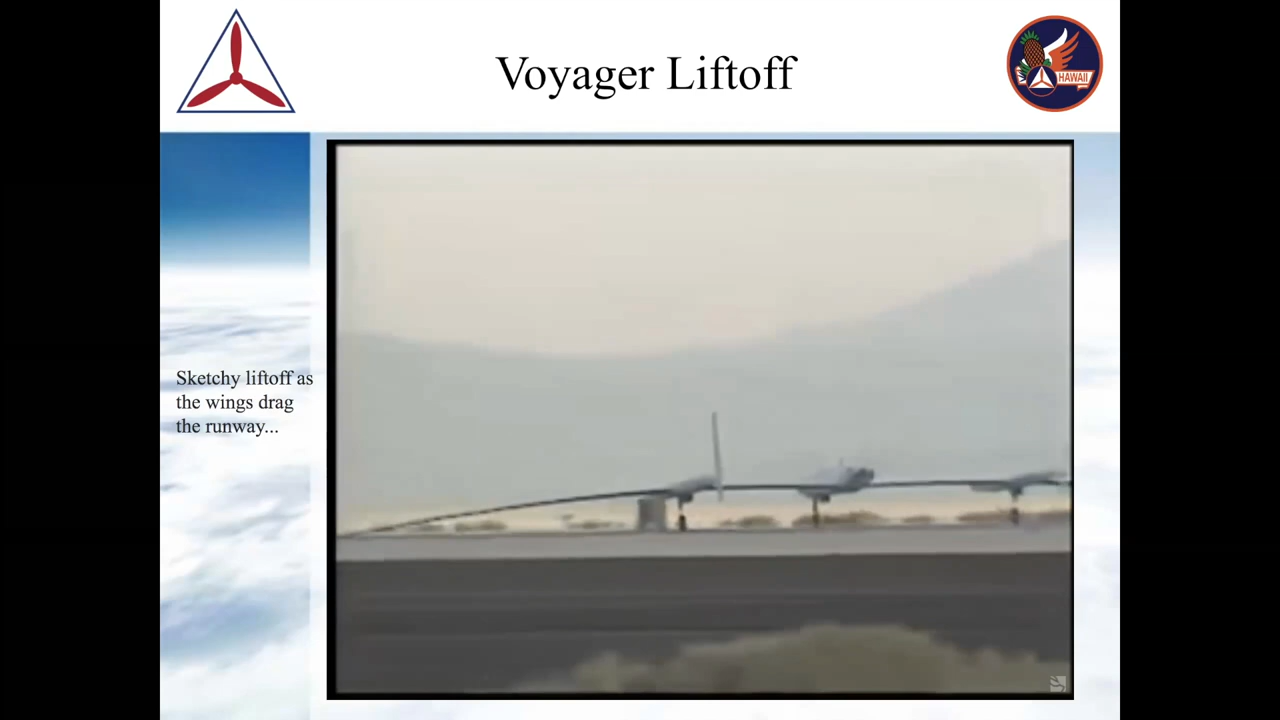 Voyager Liftoff
HAWAII
Sketchy liftoff as
the wings drag
the runway...